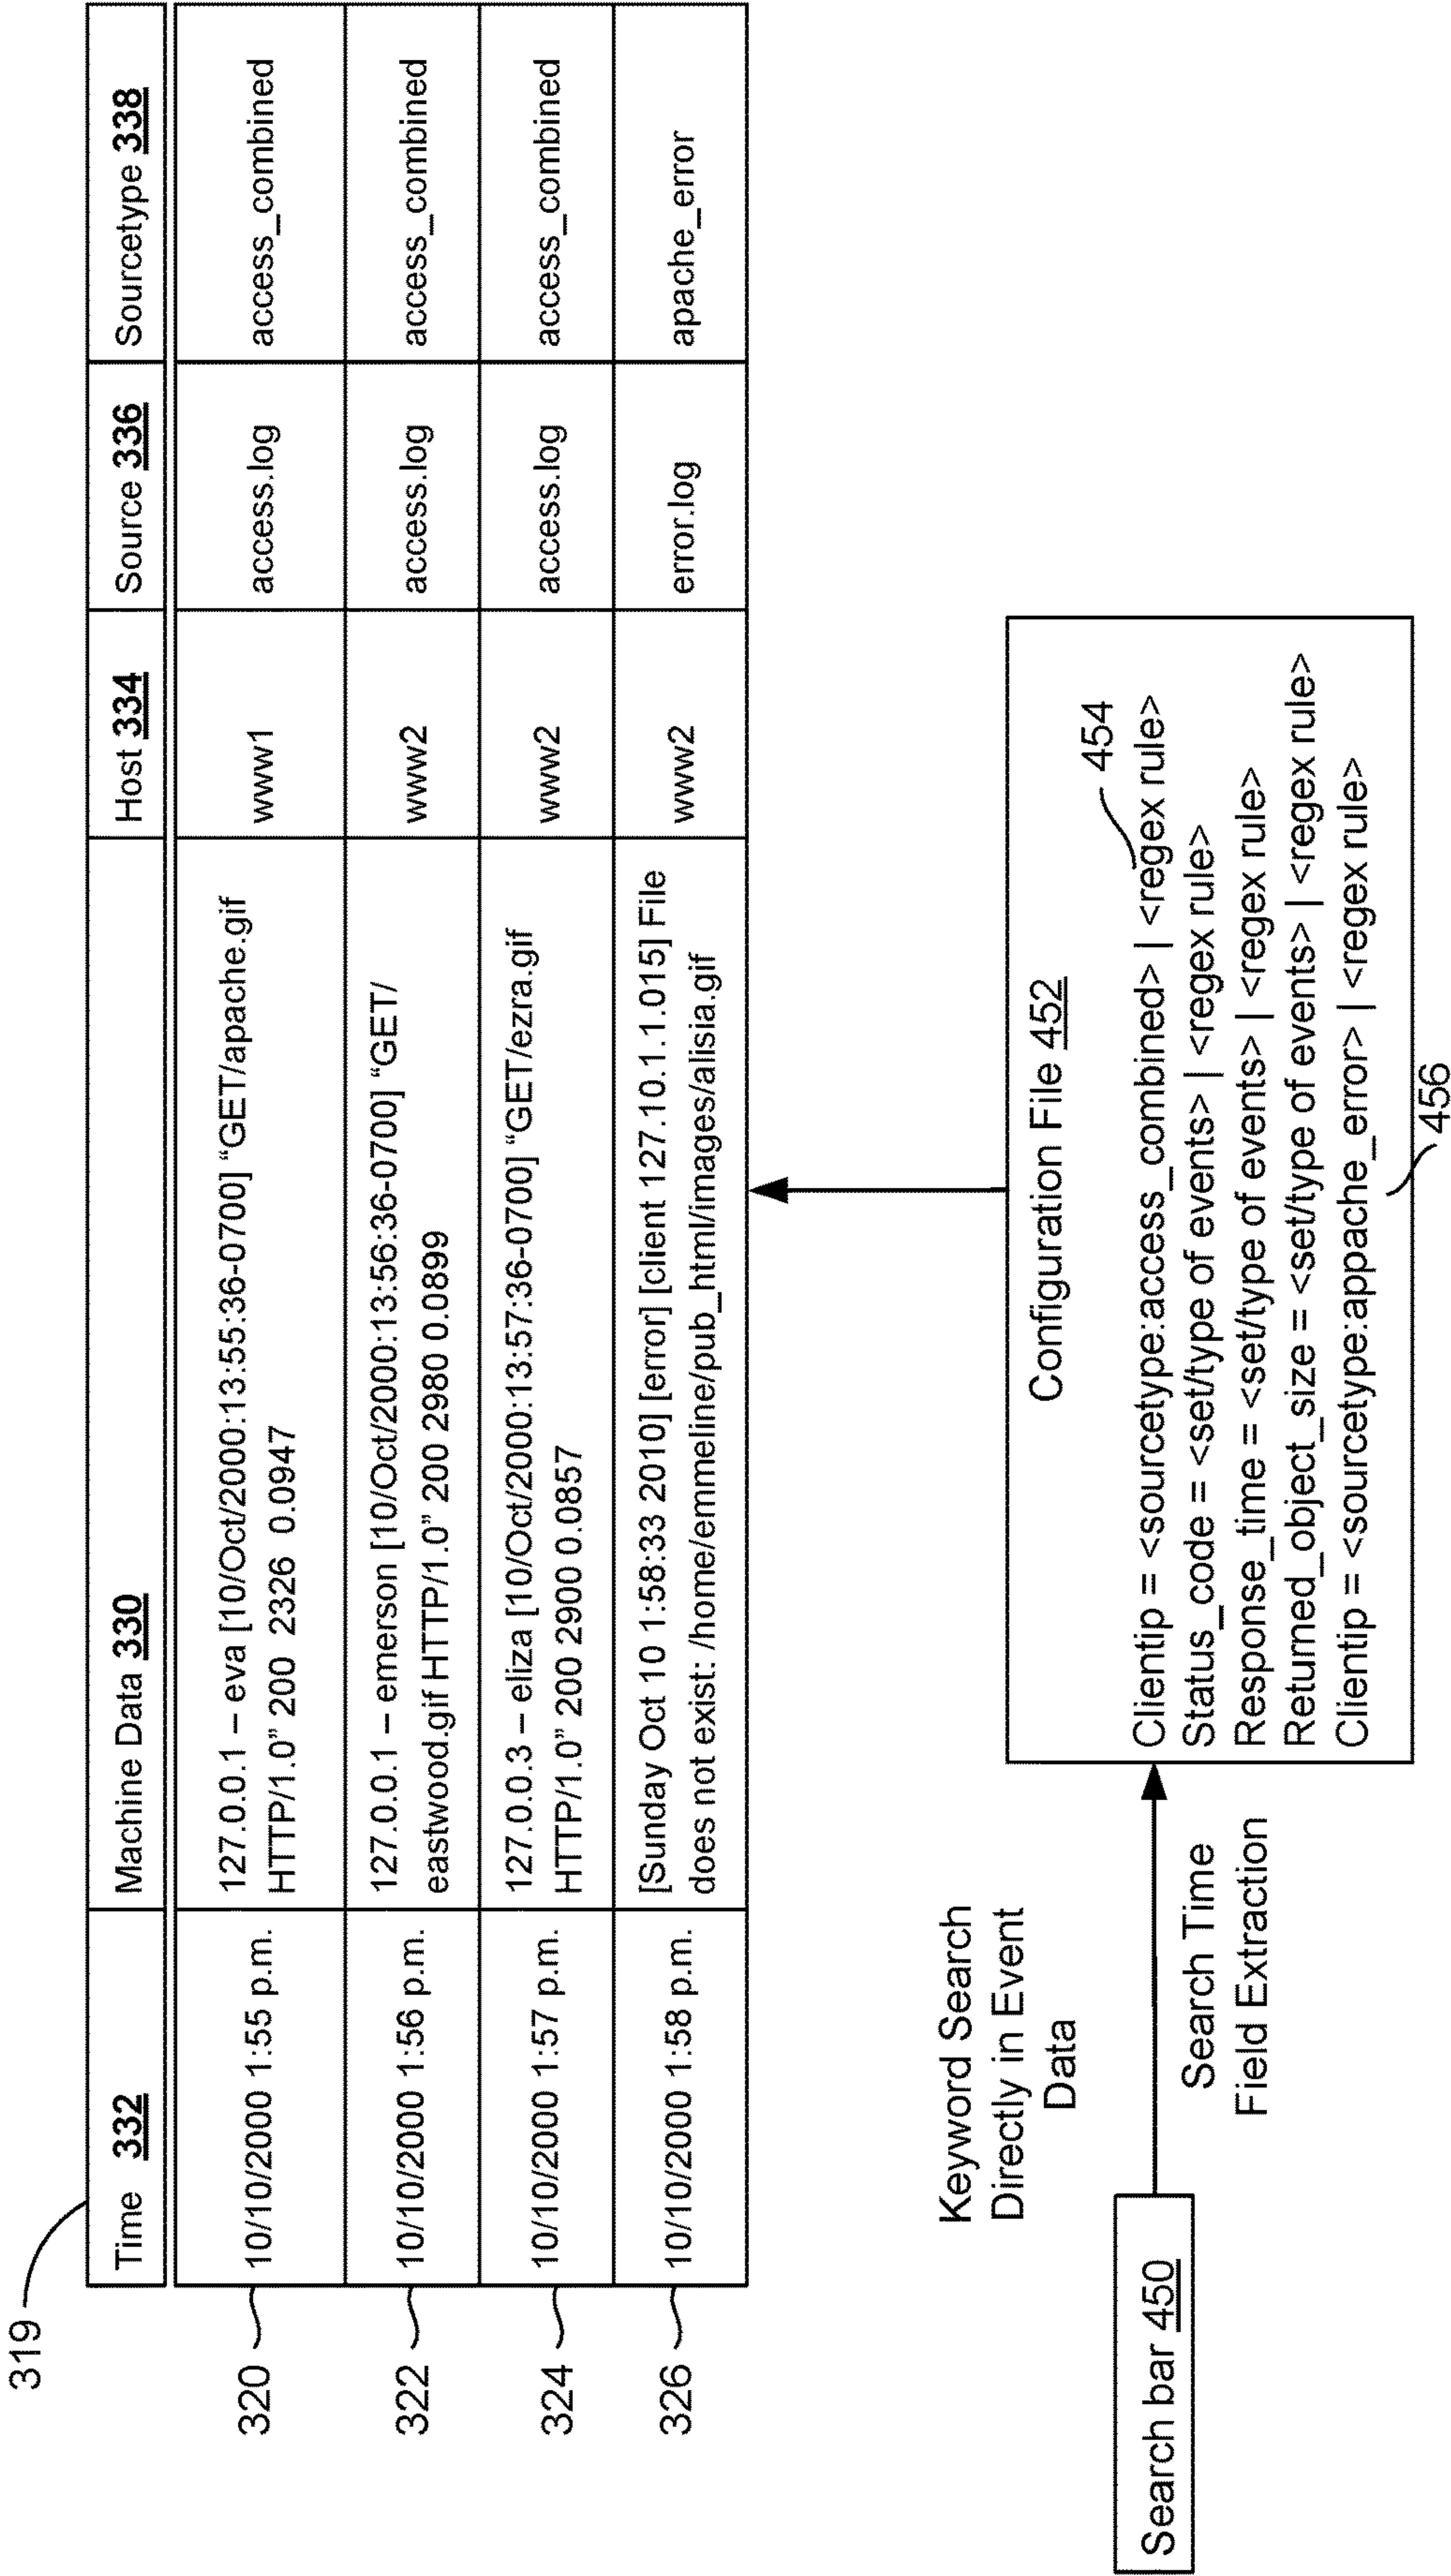 319
Time 332
Machine Data 330
Host 334
Source 336
Sourcetype 338
320
10/10/2000 1:55 p.m.
127.0.0.1 – eva [10/Oct/2000:13:55:36-0700] “GET/apache.gif
HTTP/1.0” 200 2326 0.0947
www1
access.log
access_combined
322
10/10/2000 1:56 p.m.
127.0.0.1 – emerson [10/Oct/2000:13:56:36-0700] “GET/
eastwood.gif HTTP/1.0” 200 2980 0.0899
www2
access.log
access_combined
324
10/10/2000 1:57 p.m.
127.0.0.3 – eliza [10/Oct/2000:13:57:36-0700] “GET/ezra.gif
HTTP/1.0” 200 2900 0.0857
www2
access.log
access_combined
326
10/10/2000 1:58 p.m.
[Sunday Oct 10 1:58:33 2010] [error] [client 127.10.1.1.015] File
does not exist: /home/emmeline/pub_html/images/alisia.gif
www2
error.log
apache_error
Keyword Search
Directly in Event
Data
Search bar 450
Search Time
Field Extraction
Configuration File 452
454
Clientip = <sourcetype:access_combined> | <regex rule>
Status_code = <set/type of events> | <regex rule>
Response_time = <set/type of events> | <regex rule>
Returned_object_size = <set/type of events> | <regex rule>
Clientip = <sourcetype:appache_error> | <regex rule>
456